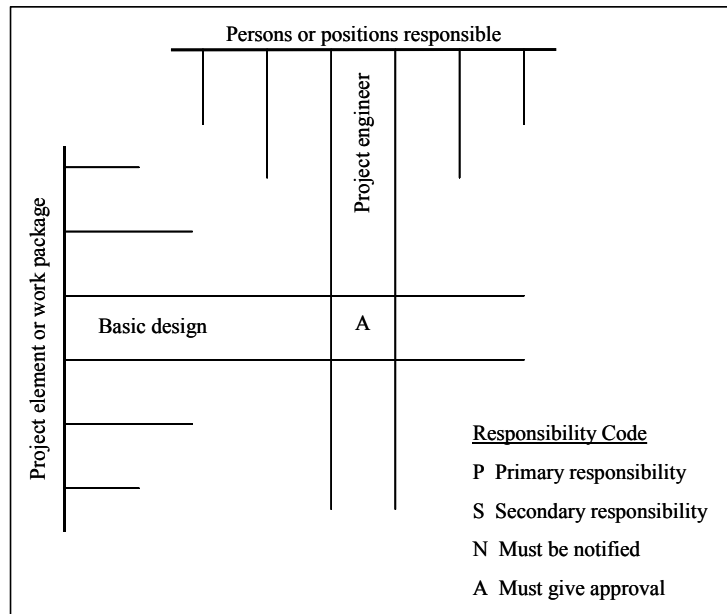 Persons or positions responsible
Project engineer
Project element or work package
Basic design
A
Responsibility Code
P Primary responsibility
S Secondary responsibility
N Must be notified
A Must give approval